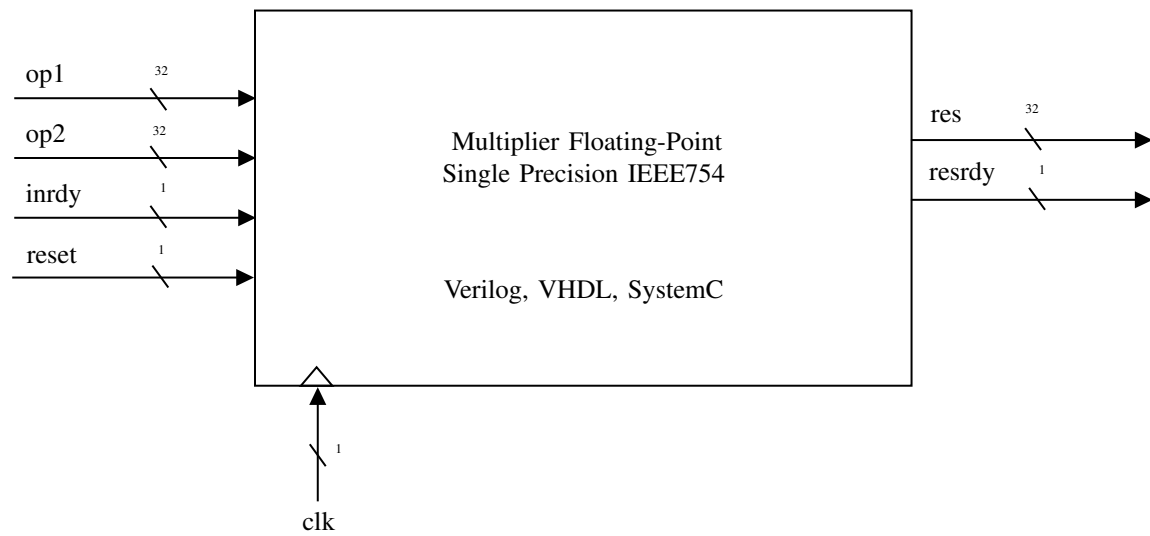 op1
32
op2
32
inrdy
1
reset
1
Multiplier Floating-Point
Single Precision IEEE754
Verilog, VHDL, SystemC
res
32
resrdy
1
1
clk